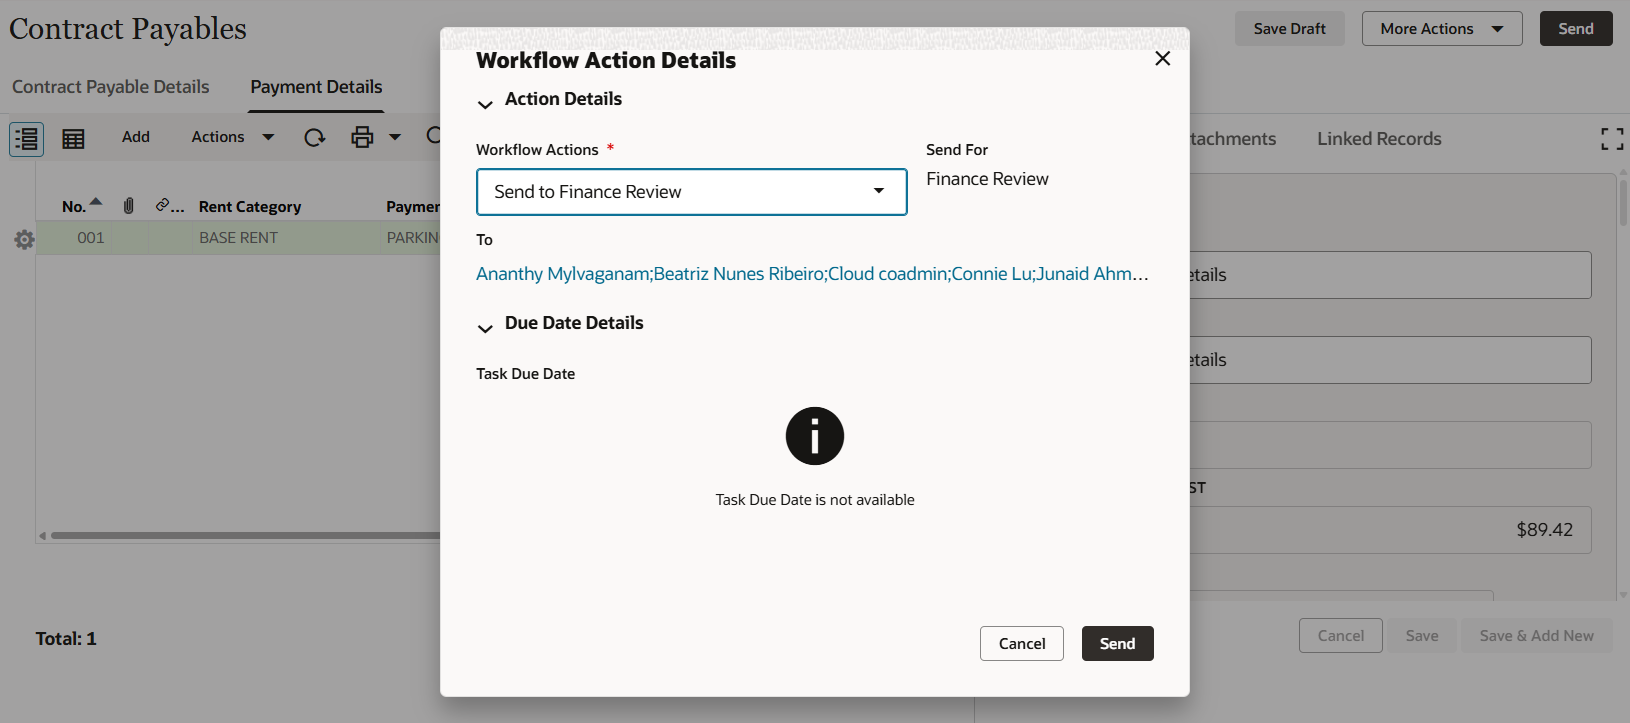 Contract Payables
Save Draft
More Actions
Send
Contract Payable Details
Payment Details
Add
Actions
tachments
Linked Records
No.
...
Rent Category
Paymen
001
BASE RENT
PARKIN
etails
etails
ST
$89.42
Total: 1
Cancel
Save
Save & Add New
Workflow Action Details
Action Details
Workflow Actions *
Send For
Send to Finance Review
Finance Review
To
Ananthy Mylvaganam;Beatriz Nunes Ribeiro;Cloud coadmin;Connie Lu;Junaid Ahm...
Due Date Details
Task Due Date
Task Due Date is not available
Cancel
Send